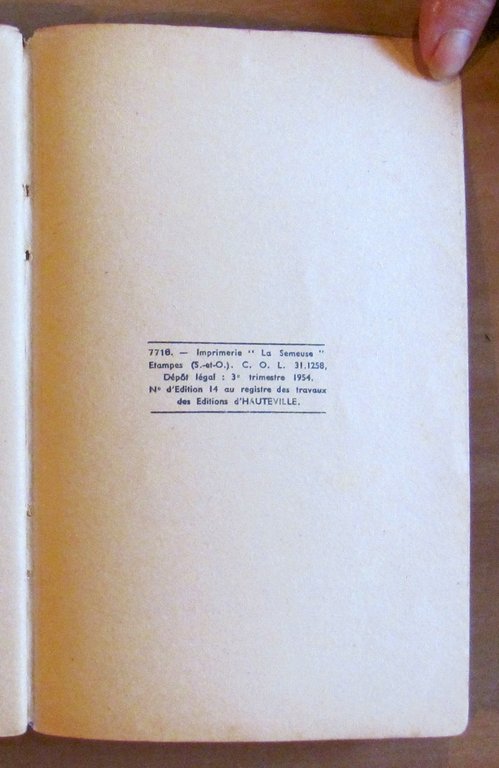 7718. — Imprimerie " La Semeuse "
Etampes (S.-et-O.). C. O. L. 31.1258,
Dépôt légal : 3e trimestre 1954.
No d'Edition 14 au registre des travaux
des Editions d'HAUTEVILLE.